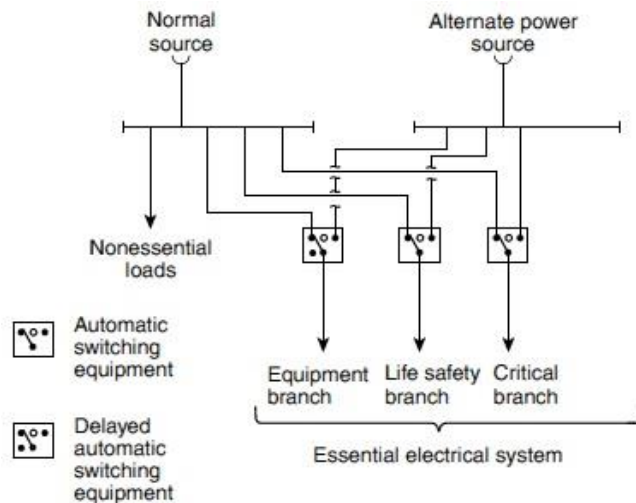 Normal
source
Alternate power
source
Nonessential
loads
Automatic
switching
equipment
Equipment
branch
Life safety
branch
Critical
branch
Delayed
automatic
switching
equipment
Essential electrical system